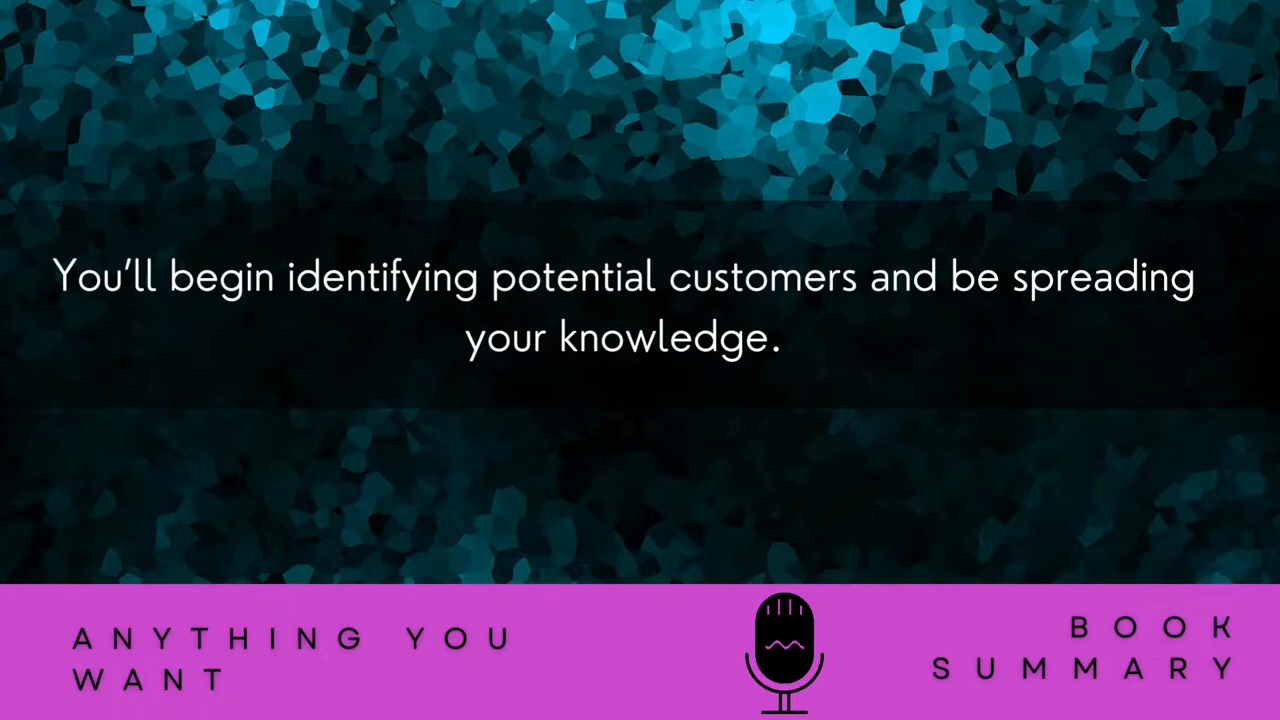 You’ll begin identifying potential customers and be spreading
your knowledge.
ANYTHING YOU
WANT
BOOK
SUMMARY